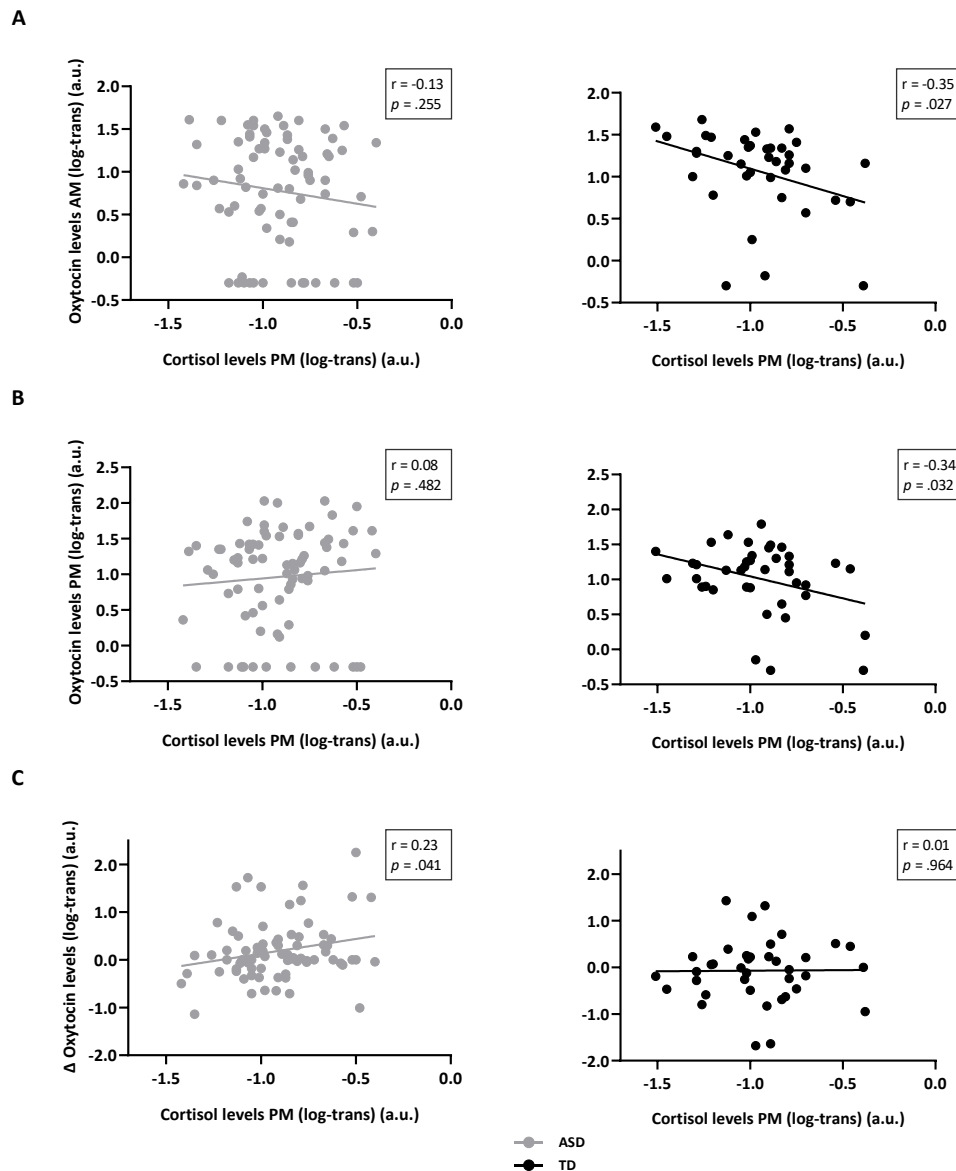 A
r = -0.13
p = .255
r = -0.35
p = .027
Oxytocin levels AM (log-trans) (a.u.)
2.0
1.5
1.0
0.5
0.0
-0.5
-1.5 -1.0 -0.5 0.0
Cortisol levels PM (log-trans) (a.u.)
2.0
1.5
1.0
0.5
0.0
-0.5
-1.5 -1.0 -0.5 0.0
Cortisol levels PM (log-trans) (a.u.)
B
r = 0.08
p = .482
r = -0.34
p = .032
Oxytocin levels PM (log-trans) (a.u.)
2.5
2.0
1.5
1.0
0.5
0.0
-0.5
-1.5 -1.0 -0.5 0.0
Cortisol levels PM (log-trans) (a.u.)
2.5
2.0
1.5
1.0
0.5
0.0
-0.5
-1.5 -1.0 -0.5 0.0
Cortisol levels PM (log-trans) (a.u.)
C
r = 0.23
p = .041
r = 0.01
p = .964
Δ Oxytocin levels (log-trans) (a.u.)
2.0
1.0
0.0
-1.0
-2.0
-1.5 -1.0 -0.5 0.0
Cortisol levels PM (log-trans) (a.u.)
2.0
1.0
0.0
-1.0
-2.0
-1.5 -1.0 -0.5 0.0
Cortisol levels PM (log-trans) (a.u.)
ASD
TD